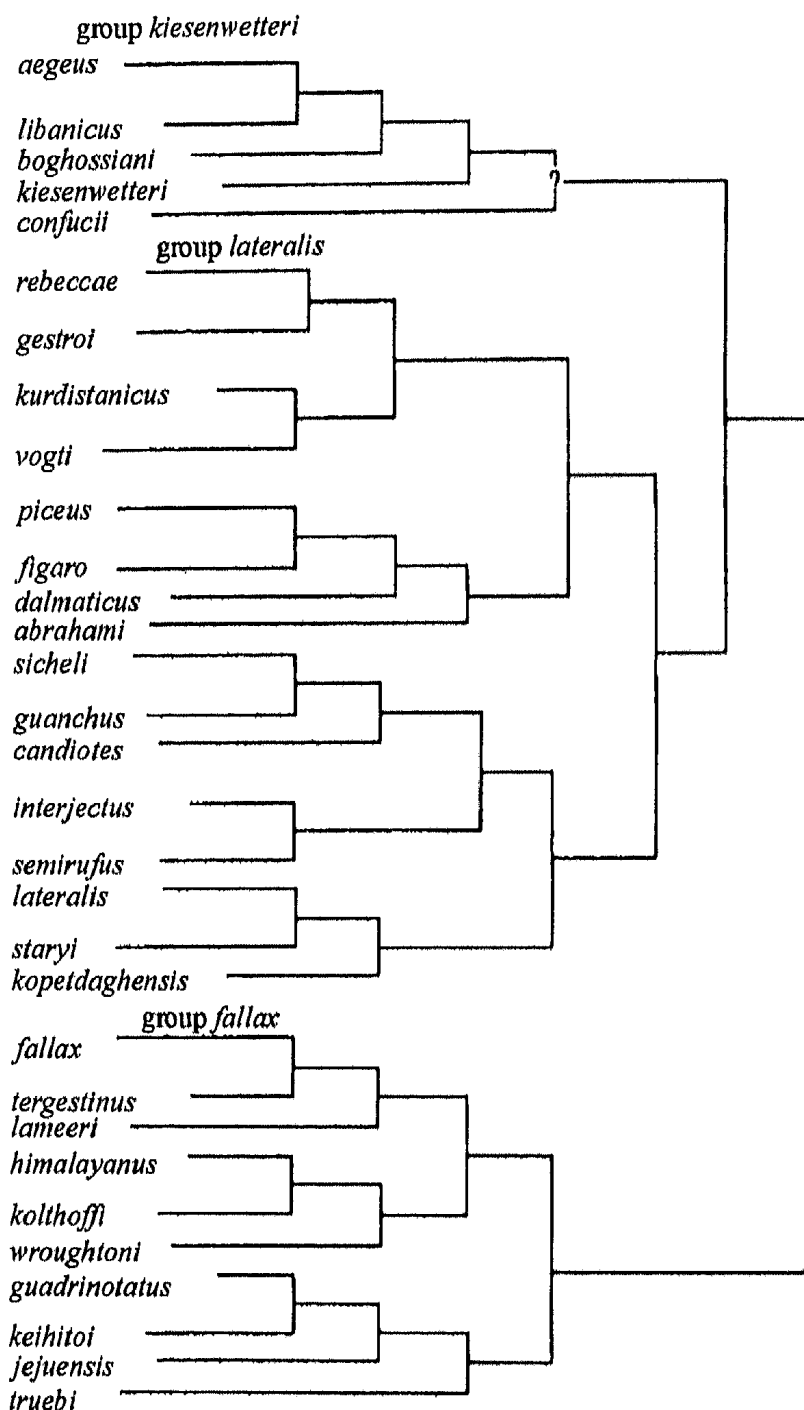 group kiesenwetteri
aegeus
libanicus
boghossiani
kiesenwetteri
?
confucii
group lateralis
rebeccae
gestroi
kurdistanicus
vogti
piceus
figaro
dalmaticus
abrahami
sicheli
guanchus
candiotes
interjectus
semirufus
lateralis
staryi
kopetdaghensis
group fallax
fallax
tergestinus
lameeri
himalayanus
kolthoffi
wroughtoni
guadrinotatus
keihitoi
jejuensis
truebi